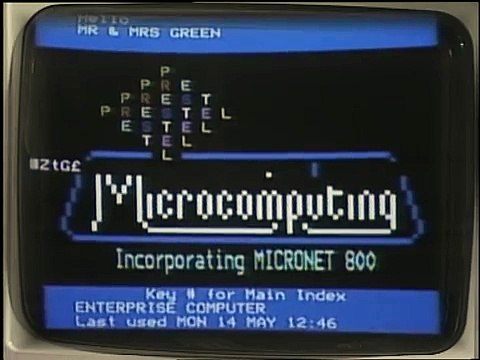 Hello
MR & MRS GREEN
P
P R E
P R E S T
P R E S T E L
E S T E L
T E L
L
Microcomputing
Incorporating MICRONET 800
Key # for Main Index
ENTERPRISE COMPUTER
Last used MON 14 MAY 12:46